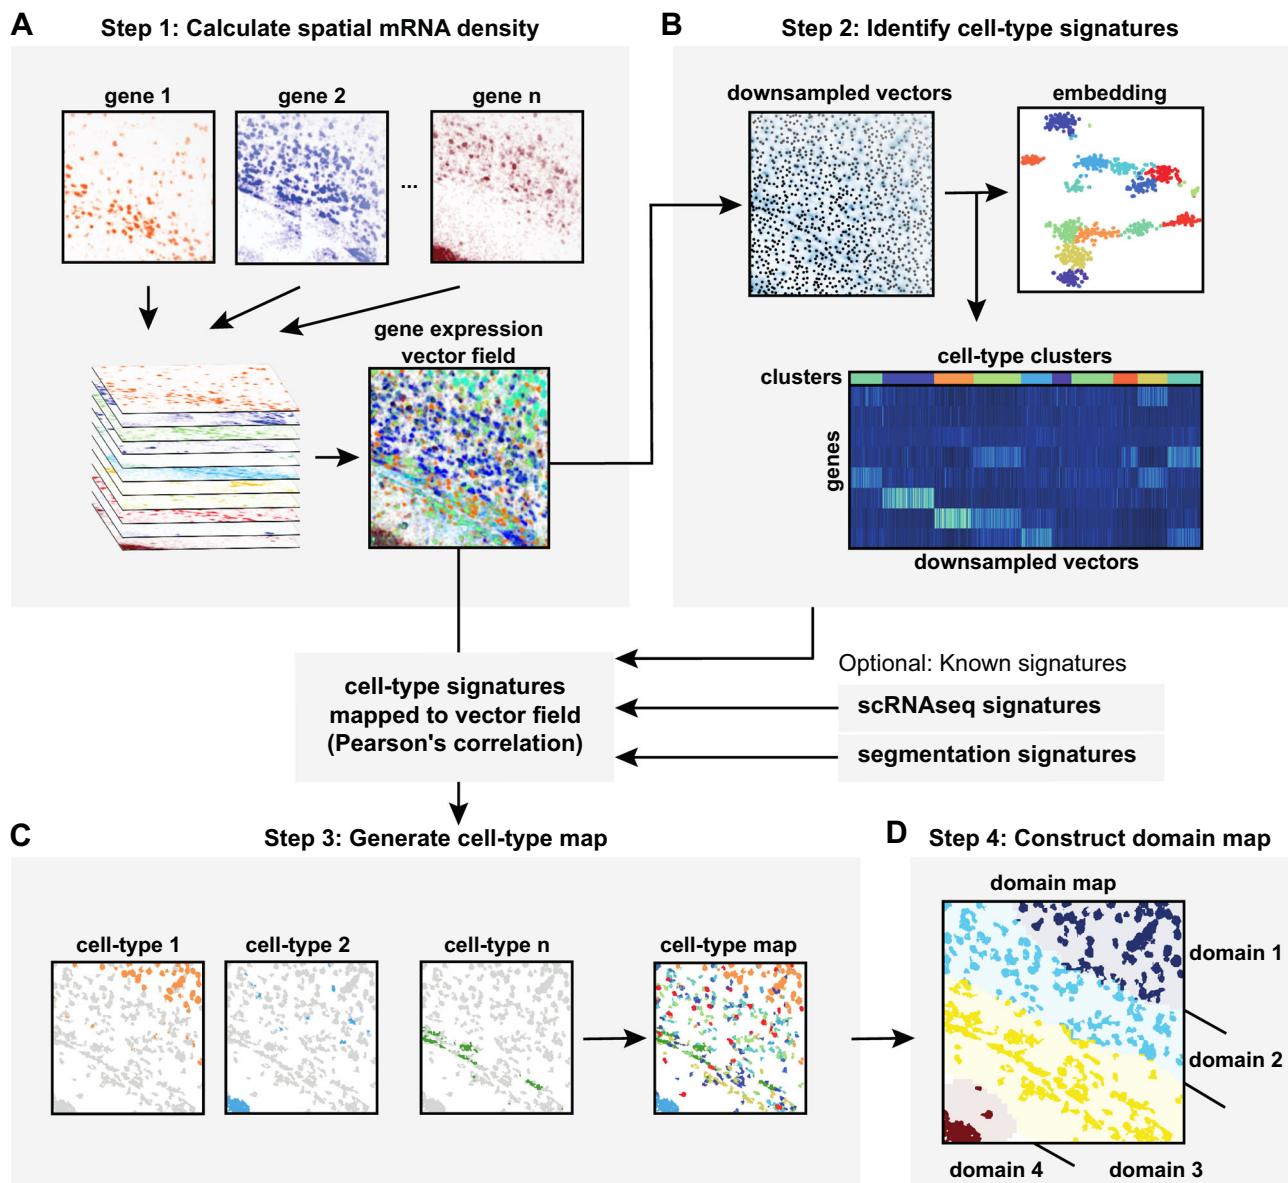 A
Step 1: Calculate spatial mRNA density
gene 1
gene 2
...
gene n
gene expression
vector field
B
Step 2: Identify cell-type signatures
downsampled vectors
embedding
cell-type clusters
clusters
genes
downsampled vectors
cell-type signatures
mapped to vector field
(Pearson's correlation)
Optional: Known signatures
scRNAseq signatures
segmentation signatures
C
Step 3: Generate cell-type map
cell-type 1
cell-type 2
cell-type n
cell-type map
D
Step 4: Construct domain map
domain map
domain 1
domain 2
domain 4
domain 3